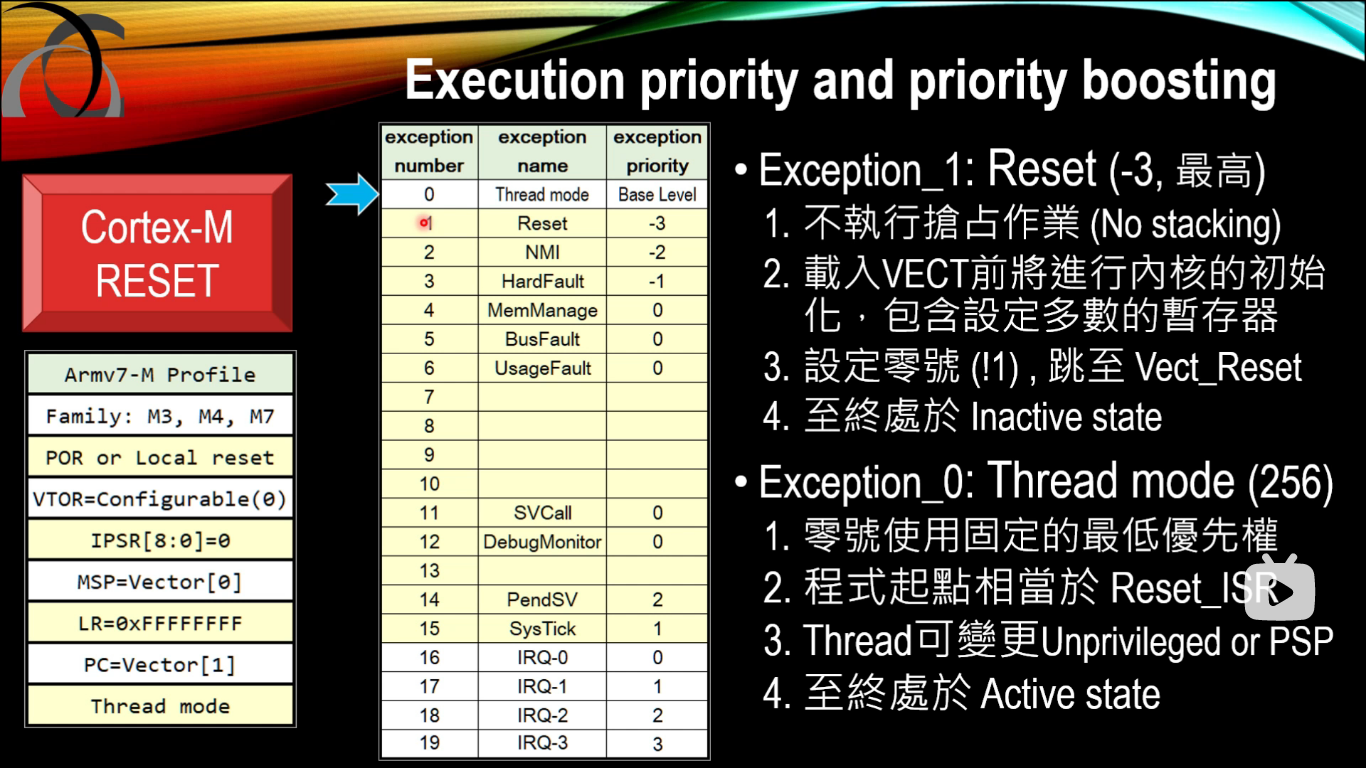 Execution priority and priority boosting
Cortex-M
RESET
Armv7-M Profile
Family: M3, M4, M7
POR or Local reset
VTOR=Configurable(0)
IPSR[8:0]=0
MSP=Vector[0]
LR=0xFFFFFFFF
PC=Vector[1]
Thread mode
exception number exception name exception priority
0 Thread mode Base Level
1 Reset -3
2 NMI -2
3 HardFault -1
4 MemManage 0
5 BusFault 0
6 UsageFault 0
7
8
9
10
11 SVCall 0
12 DebugMonitor 0
13
14 PendSV 2
15 SysTick 1
16 IRQ-0 0
17 IRQ-1 1
18 IRQ-2 2
19 IRQ-3 3
• Exception_1: Reset (-3, 最高)
1. 不執行搶占作業 (No stacking)
2. 載入VECT前將進行內核的初始
化，包含設定多數的暫存器
3. 設定零號 (!1) , 跳至 Vect_Reset
4. 至終處於 Inactive state
• Exception_0: Thread mode (256)
1. 零號使用固定的最低優先權
2. 程式起點相當於 Reset_ISR
3. Thread可變更Unprivileged or PSP
4. 至終處於 Active state